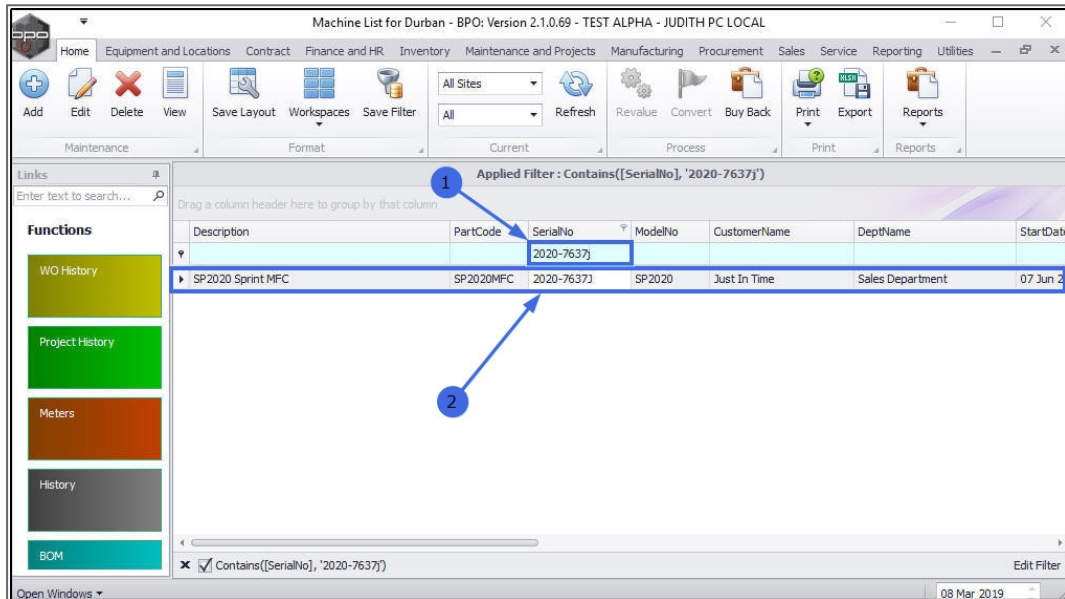 Machine List for Durban - BPO: Version 2.1.0.69 - TEST ALPHA - JUDITH PC LOCAL
bpo
Home Equipment and Locations Contract Finance and HR Inventory Maintenance and Projects Manufacturing Procurement Sales Service Reporting Utilities
All Sites
XLSX
Add Edit Delete View Save Layout Workspaces Save Filter All Refresh Revalue Convert Buy Back Print Export Reports
Maintenance Format Current Process Print Reports
Links
Applied Filter : Contains([SerialNo], '2020-7637j')
1
Enter text to search...
Drag a column header here to group by that column
Functions
Description PartCode SerialNo ModelNo CustomerName DeptName StartDate
2020-7637j
WO History
SP2020 Sprint MFC SP2020MFC 2020-7637J SP2020 Just In Time Sales Department 07 Jun 2
Project History
2
Meters
History
BOM
Contains([SerialNo], '2020-7637j') Edit Filter
Open Windows 08 Mar 2019